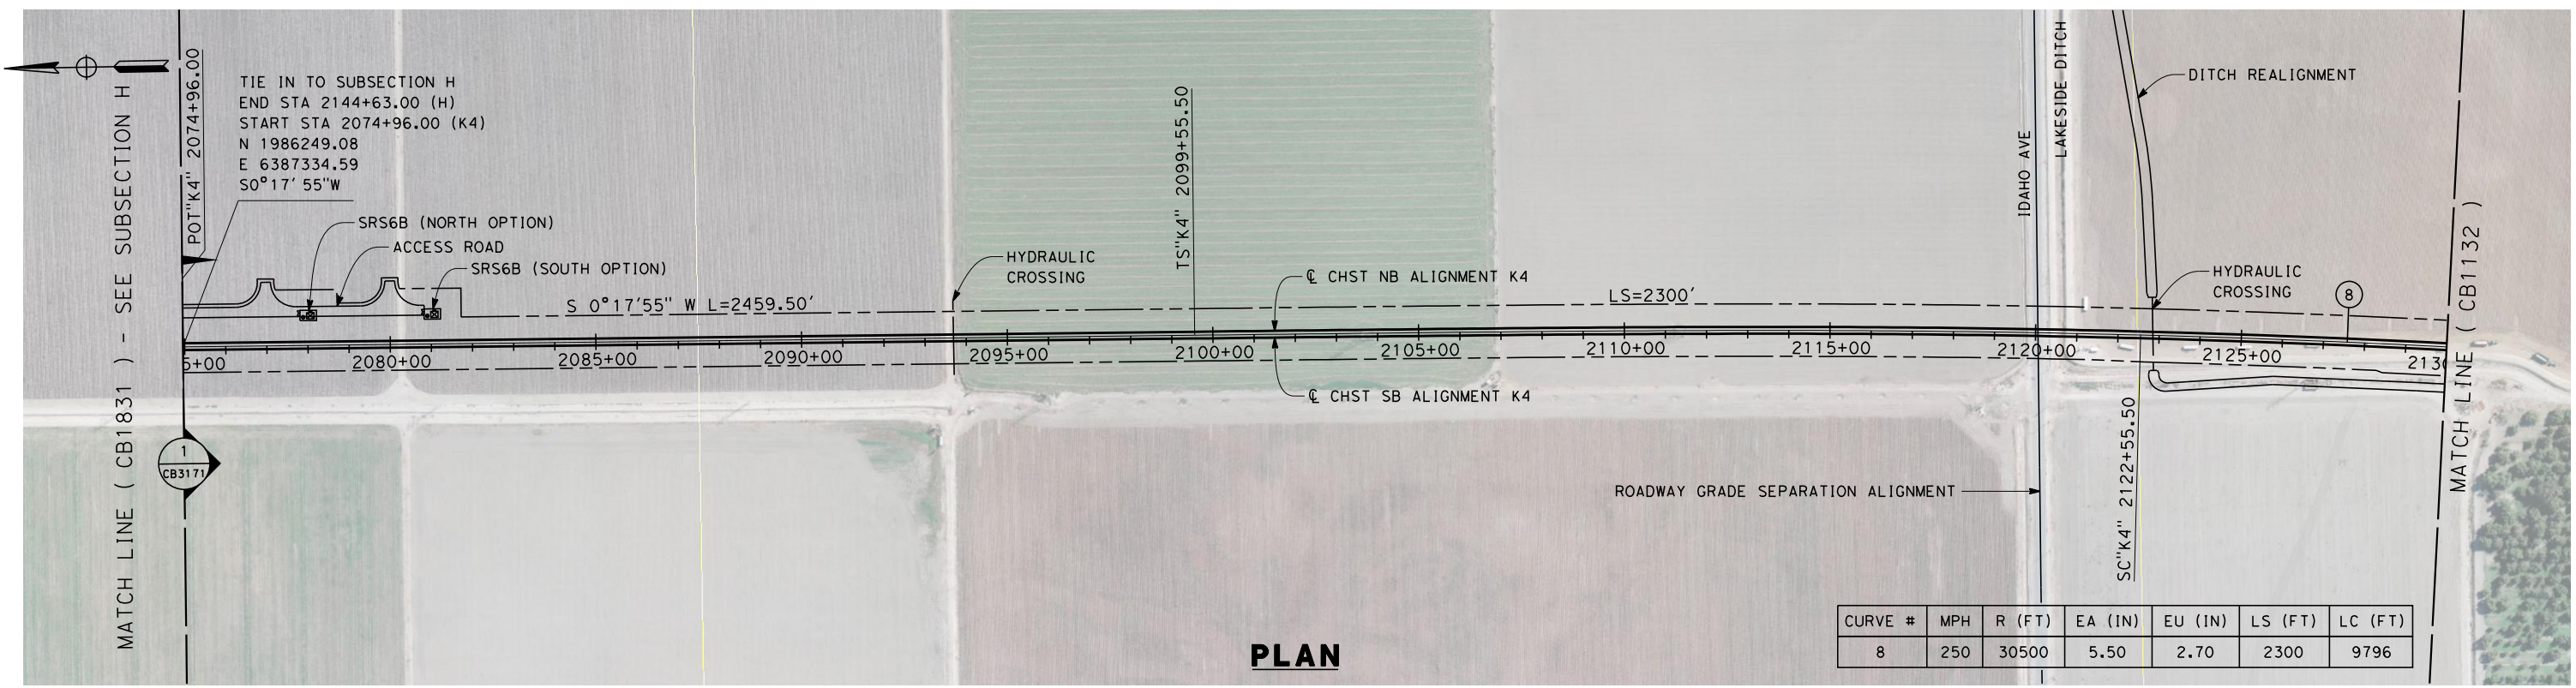 MATCH LINE ( CB1831 ) - SEE SUBSECTION H
POT"K4" 2074+96.00
TIE IN TO SUBSECTION H
END STA 2144+63.00 (H)
START STA 2074+96.00 (K4)
N 1986249.08
E 6387334.59
S0°17'55"W
SRS6B (NORTH OPTION)
ACCESS ROAD
SRS6B (SOUTH OPTION)
S 0°17'55" W L=2459.50'
HYDRAULIC
CROSSING
TS"K4" 2099+55.50
℄ CHST NB ALIGNMENT K4
LS=2300'
IDAHO AVE
LAKESIDE DITCH
DITCH REALIGNMENT
HYDRAULIC
CROSSING
8
MATCH LINE ( CB1132 )
5+00
2080+00
2085+00
2090+00
2095+00
2100+00
2105+00
2110+00
2115+00
2120+00
2125+00
2130
℄ CHST SB ALIGNMENT K4
1
CB3171
ROADWAY GRADE SEPARATION ALIGNMENT
SC"K4" 2122+55.50
PLAN
CURVE # MPH R (FT) EA (IN) EU (IN) LS (FT) LC (FT)
8 250 30500 5.50 2.70 2300 9796